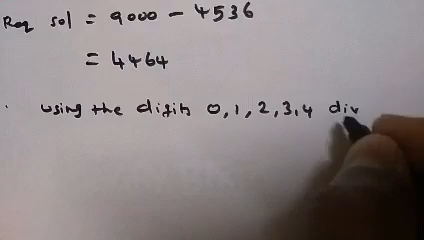 Req sol = 9000 - 4536
= 4464
using the digits 0, 1, 2, 3, 4 div